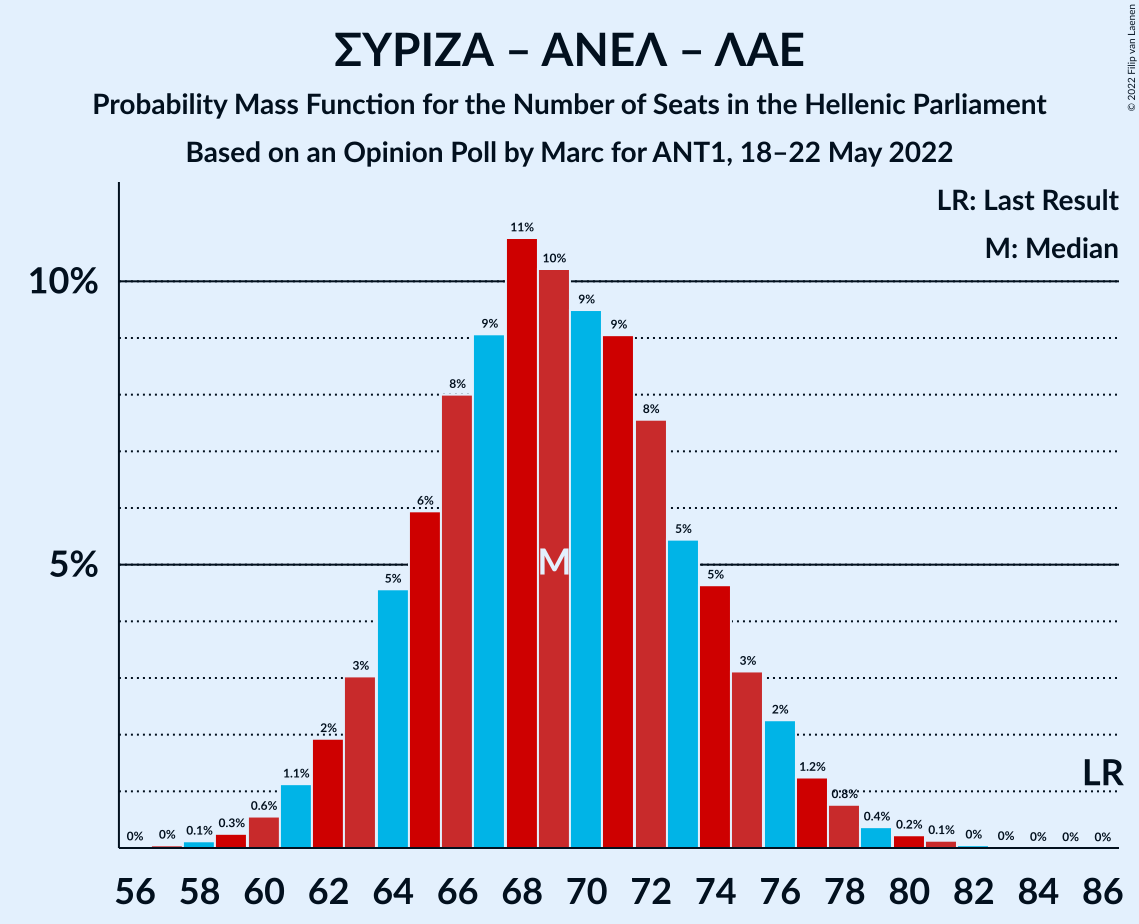 ΣΥΡΙΖΑ – ΑΝΕΛ – ΛΑΕ
Probability Mass Function for the Number of Seats in the Hellenic Parliament
Based on an Opinion Poll by Marc for ANT1, 18–22 May 2022
© 2022 Filip van Laenen
LR: Last Result
M: Median
10%
5%
0% 0% 0.1% 0.3% 0.6% 1.1% 2% 3% 5% 6% 8% 9% 11% 10% 9% 9% 8% 5% 5% 3% 2% 1.2% 0.8% 0.4% 0.2% 0.1% 0% 0% 0% 0% 0%
M
LR
56 58 60 62 64 66 68 70 72 74 76 78 80 82 84 86